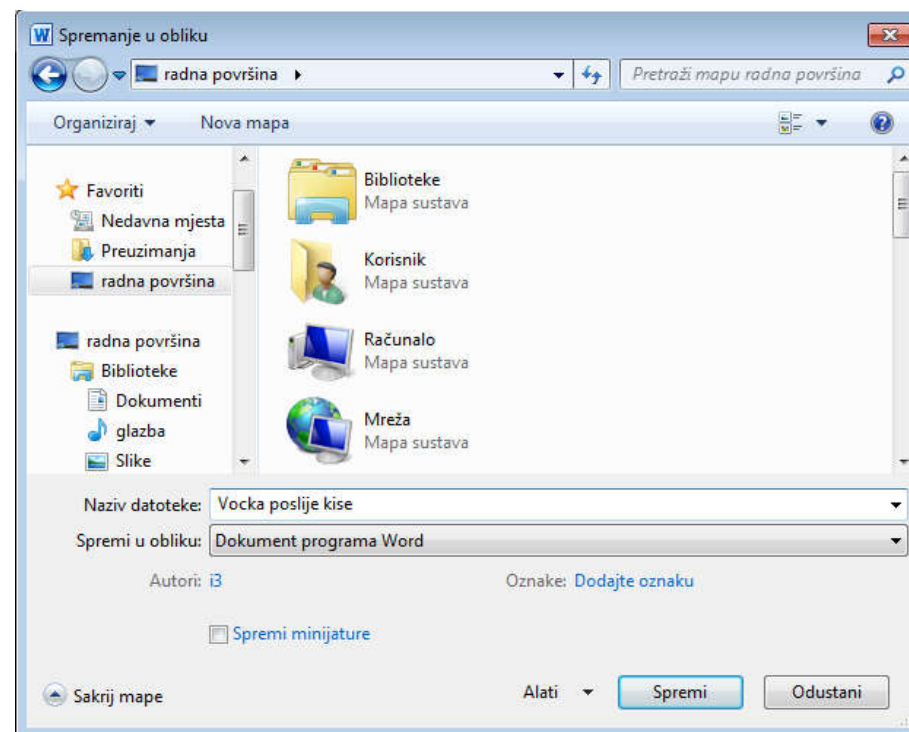 Spremanje u obliku
radna površina
Pretraži mapu radna površina
Organiziraj
Nova mapa
Favoriti
Nedavna mjesta
Preuzimanja
radna površina
radna površina
Biblioteke
Dokumenti
glazba
Slike
Biblioteke
Mapa sustava
Korisnik
Mapa sustava
Računalo
Mapa sustava
Mreža
Mapa sustava
Naziv datoteke: Vocka poslije kise
Spremi u obliku: Dokument programa Word
Autori: i3
Oznake: Dodajte oznaku
Spremi minijature
Sakrij mape
Alati
Spremi
Odustani